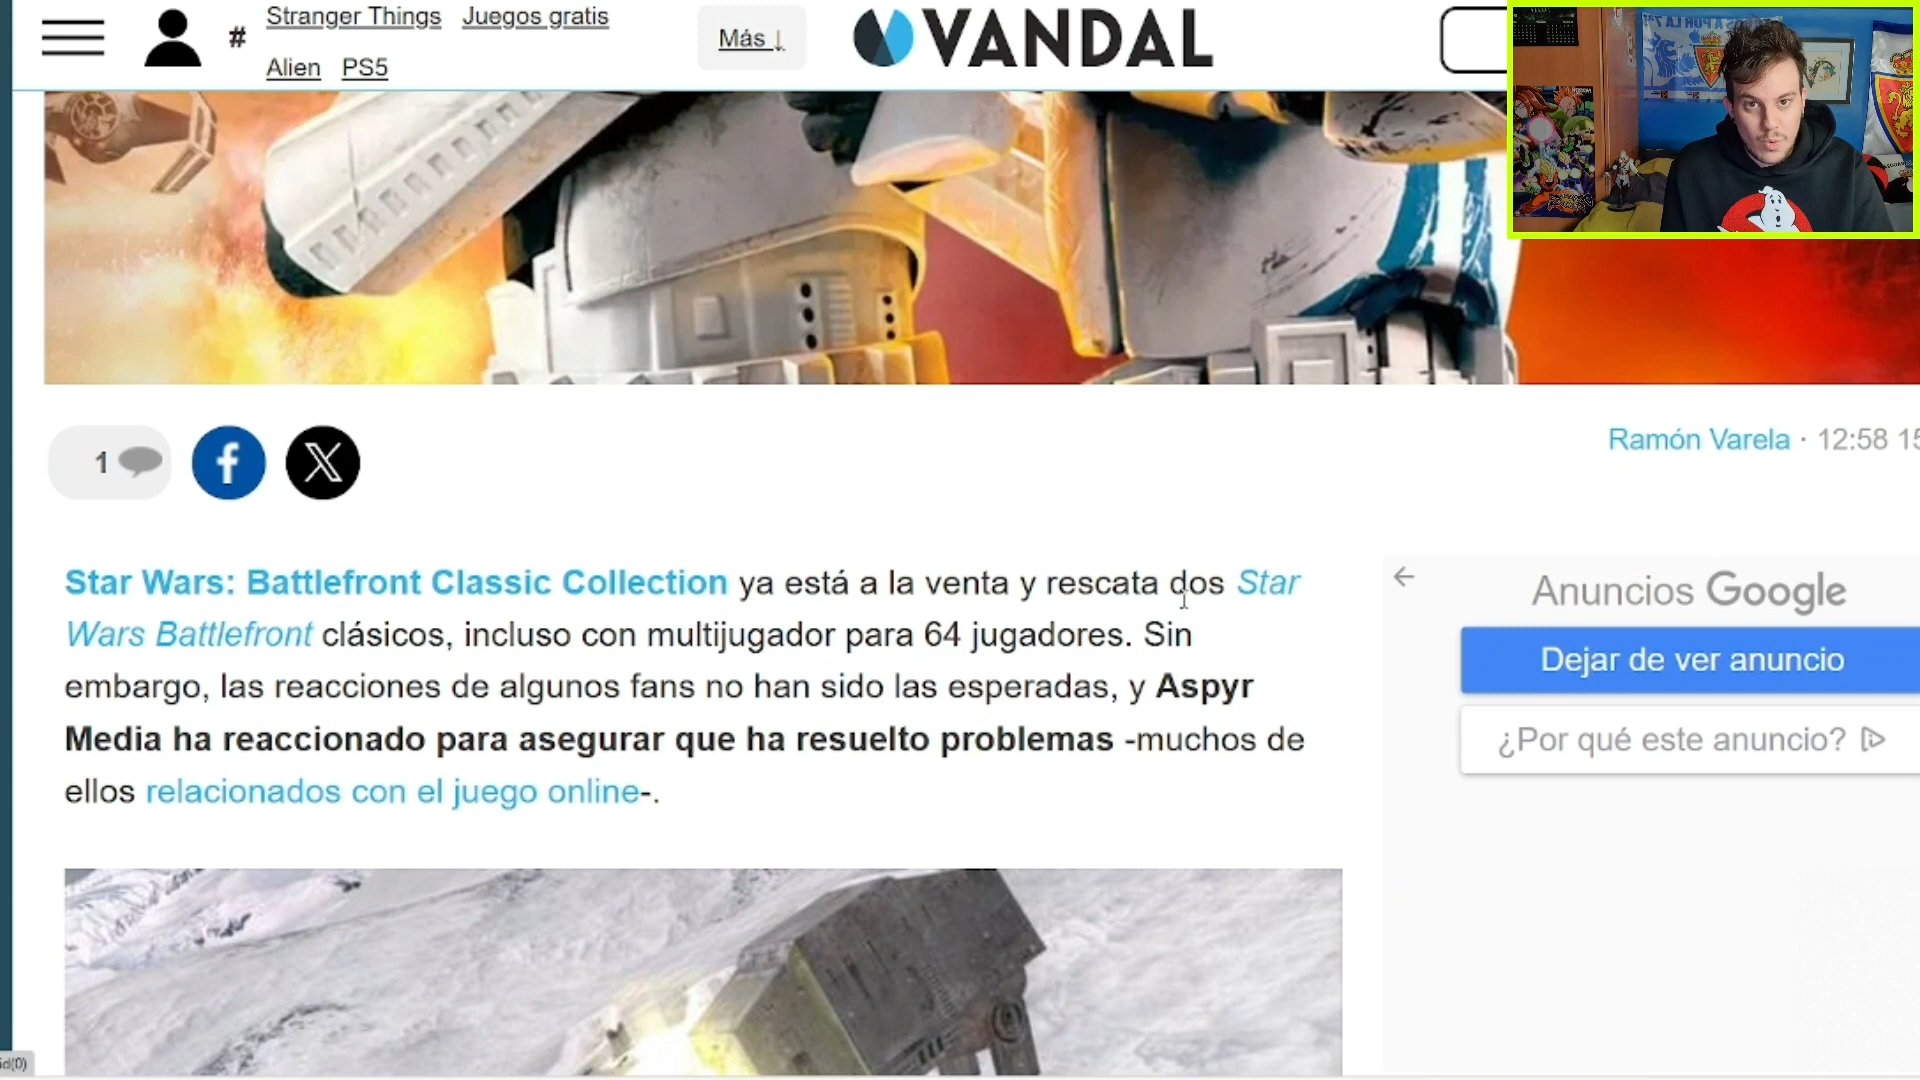 Stranger Things Juegos gratis
#
Alien PS5
Más ↓
VANDAL
1
Ramón Varela · 12:58 15
Star Wars: Battlefront Classic Collection ya está a la venta y rescata dos Star
Wars Battlefront clásicos, incluso con multijugador para 64 jugadores. Sin
embargo, las reacciones de algunos fans no han sido las esperadas, y Aspyr
Media ha reaccionado para asegurar que ha resuelto problemas -muchos de
ellos relacionados con el juego online-.
Anuncios Google
Dejar de ver anuncio
¿Por qué este anuncio?